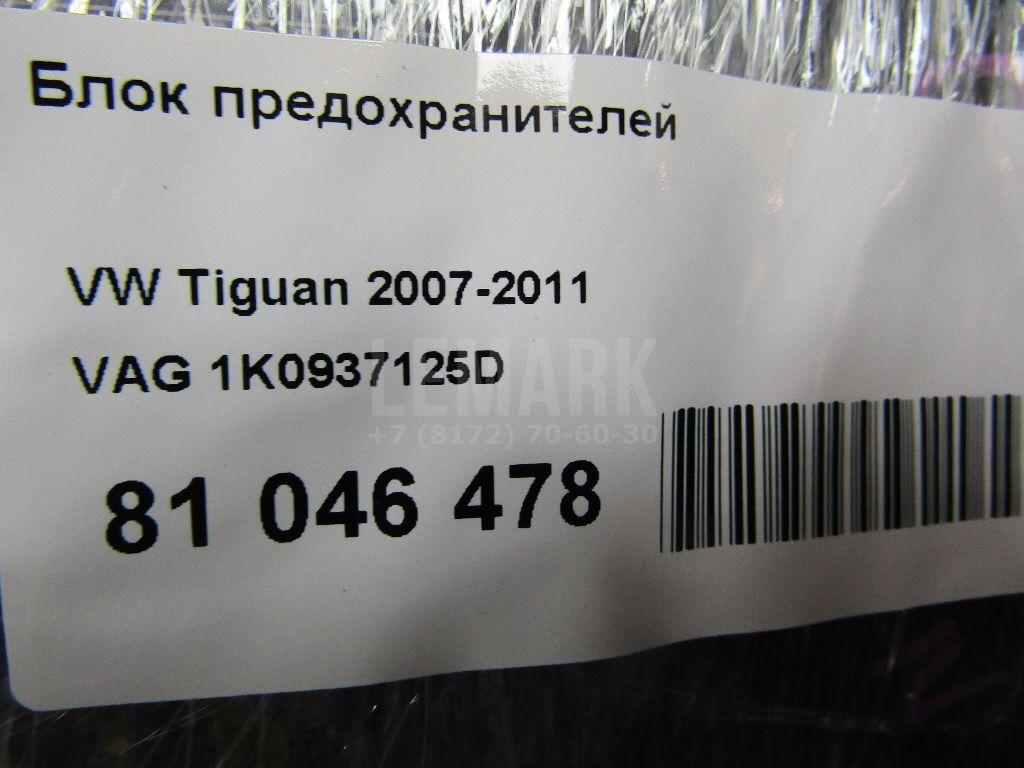 Блок предохранителей
VW Tiguan 2007-2011
VAG 1K0937125D
LEMARK
+7 (8172) 70-60-30
81 046 478